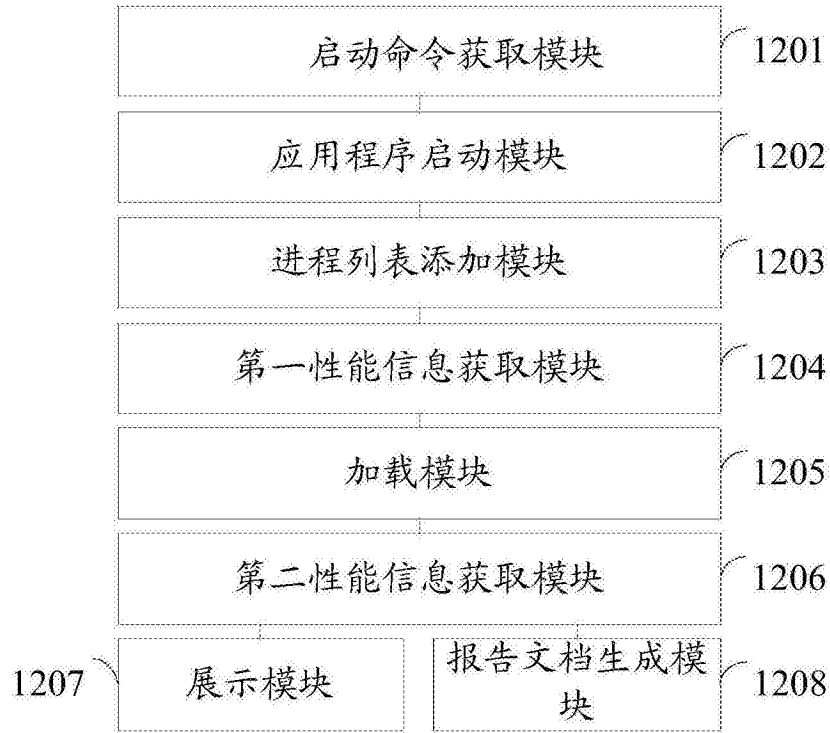 启动命令获取模块 1201
应用程序启动模块 1202
进程列表添加模块 1203
第一性能信息获取模块 1204
加载模块 1205
第二性能信息获取模块 1206
1207 展示模块
报告文档生成模
块 1208